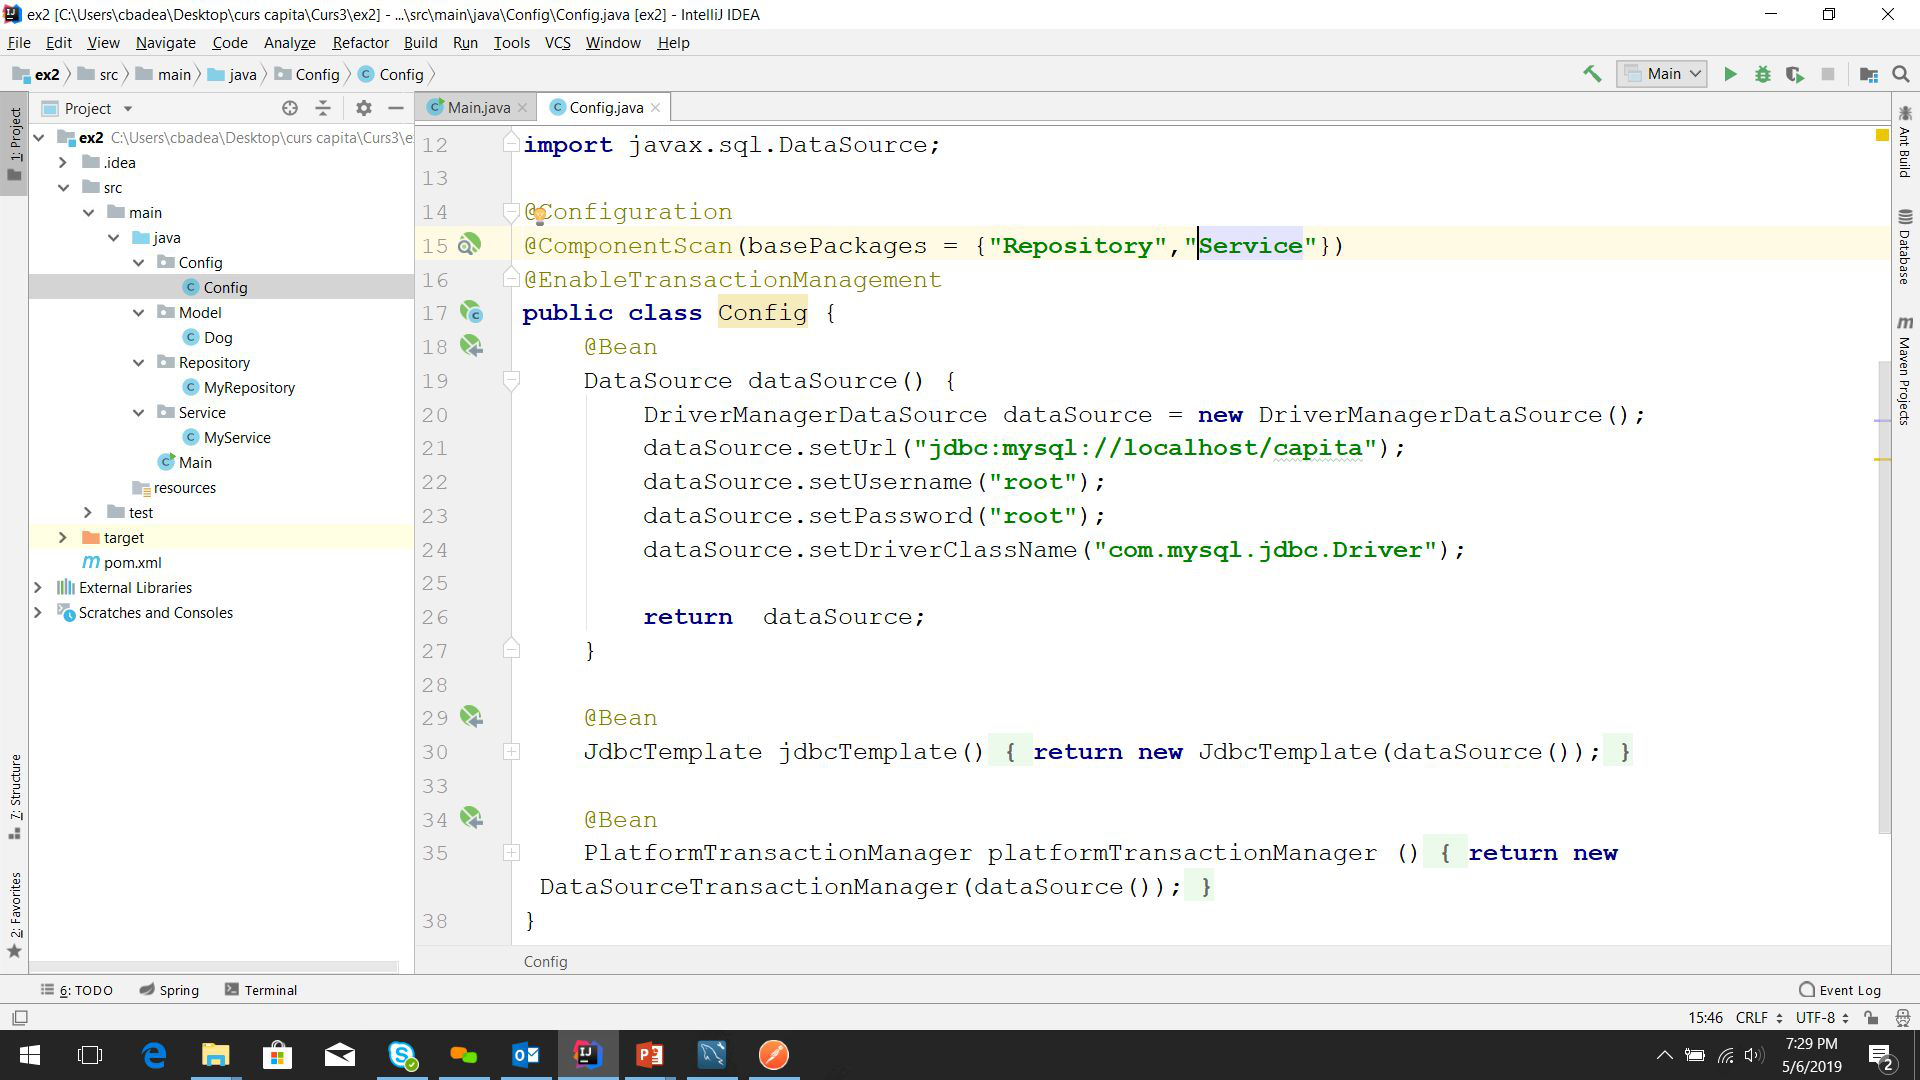 ex2 [C:\Users\cbadea\Desktop\curs capita\Curs3\ex2] - ...\src\main\java\Config\Config.java [ex2] - IntelliJ IDEA
File Edit View Navigate Code Analyze Refactor Build Run Tools VCS Window Help
ex2 src main java Config Config Main
Project
Main.java Config.java
1: Project
ex2 C:\Users\cbadea\Desktop\curs capita\Curs3\e
.idea
src
main
java
Config
Config
Model
Dog
Repository
MyRepository
Service
MyService
Main
resources
test
target
pom.xml
External Libraries
Scratches and Consoles
7: Structure
2: Favorites
12 import javax.sql.DataSource;
13
14 @Configuration
15 @ComponentScan(basePackages = {"Repository","Service"})
16 @EnableTransactionManagement
17 public class Config {
18 @Bean
19 DataSource dataSource() {
20 DriverManagerDataSource dataSource = new DriverManagerDataSource();
21 dataSource.setUrl("jdbc:mysql://localhost/capita");
22 dataSource.setUsername("root");
23 dataSource.setPassword("root");
24 dataSource.setDriverClassName("com.mysql.jdbc.Driver");
25
26 return  dataSource;
27 }
28
29 @Bean
30 JdbcTemplate jdbcTemplate() { return new JdbcTemplate(dataSource()); }
33
34 @Bean
35 PlatformTransactionManager platformTransactionManager () { return new
DataSourceTransactionManager(dataSource()); }
38 }
Config
Ant Build
Database
Maven Projects
6: TODO Spring Terminal Event Log
15:46 CRLF UTF-8
7:29 PM
5/6/2019
2